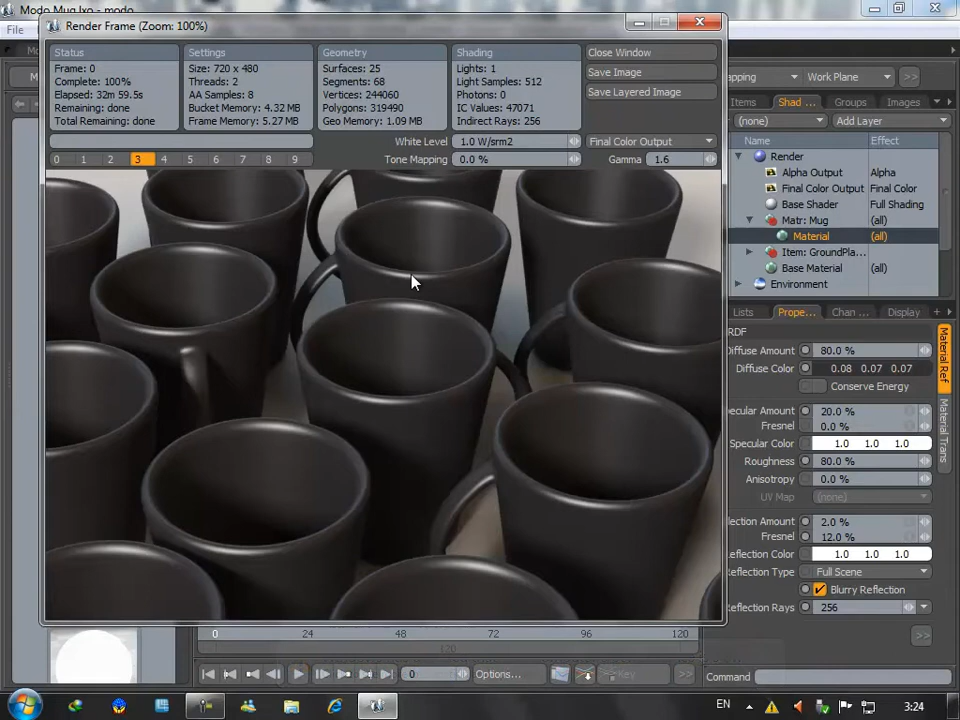 Modo Mug.lxo - modo
Render Frame (Zoom: 100%)
File
Status
Frame: 0
Complete: 100%
Elapsed: 32m 59.5s
Remaining: done
Total Remaining: done
Settings
Size: 720 x 480
Threads: 2
AA Samples: 8
Bucket Memory: 4.32 MB
Frame Memory: 5.27 MB
Geometry
Surfaces: 25
Segments: 68
Vertices: 244060
Polygons: 319490
Geo Memory: 1.09 MB
Shading
Lights: 1
Light Samples: 512
Photons: 0
IC Values: 47071
Indirect Rays: 256
Close Window
Save Image
Save Layered Image
White Level 1.0 W/srm2 Final Color Output
0 1 2 3 4 5 6 7 8 9 Tone Mapping 0.0 % Gamma 1.6
apping Work Plane >>
Items Shad ... Groups Images
(none) Add Layer
Name Effect
Render
Alpha Output Alpha
Final Color Output Final Color
Base Shader Full Shading
Matr: Mug (all)
Material (all)
Item: GroundPla...
Base Material (all)
Environment
Lists Prope... Chan ... Display +
RDF
Diffuse Amount 80.0 %
Diffuse Color 0.08 0.07 0.07
Conserve Energy
ecular Amount 20.0 %
Fresnel 0.0 %
Specular Color 1.0 1.0 1.0
Roughness 80.0 %
Anisotropy 0.0 %
UV Map (none)
lection Amount 2.0 %
Fresnel 12.0 %
Reflection Color 1.0 1.0 1.0
Reflection Type Full Scene
Blurry Reflection
Reflection Rays 256
>>
Material Ref
Material Trans
0 24 48 72 96 120
120
0 Options... Key >>
Command
EN 3:24